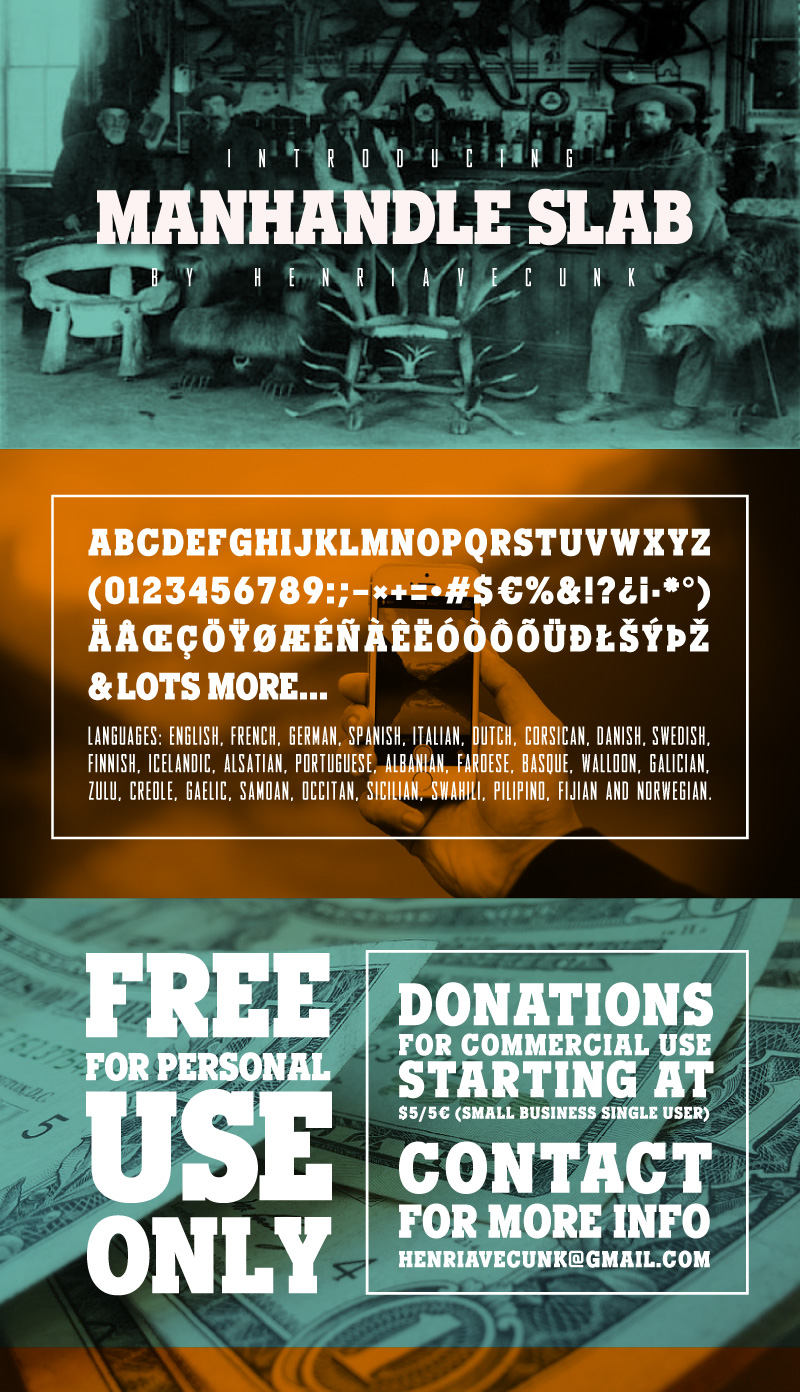 INTRODUCING
MANHANDLE SLAB
BY HENRIAVECUNK
ABCDEFGHIJKLMNOPQRSTUVWXYZ
(0123456789:;–×+=•#$€%&!?¿¡·*°)
ÄÅŒÇÖŸØÆÉÑÀÊËÓÒÔÕÜÐŁŠÝÞŽ
& LOTS MORE...
LANGUAGES: ENGLISH, FRENCH, GERMAN, SPANISH, ITALIAN, DUTCH, CORSICAN, DANISH, SWEDISH,
FINNISH, ICELANDIC, ALSATIAN, PORTUGUESE, ALBANIAN, FAROESE, BASQUE, WALLOON, GALICIAN,
ZULU, CREOLE, GAELIC, SAMOAN, OCCITAN, SICILIAN, SWAHILI, PILIPINO, FIJIAN AND NORWEGIAN.
FREE
FOR PERSONAL
USE
ONLY
DONATIONS
FOR COMMERCIAL USE
STARTING AT
$5/5€ (SMALL BUSINESS SINGLE USER)
CONTACT
FOR MORE INFO
HENRIAVECUNK@GMAIL.COM